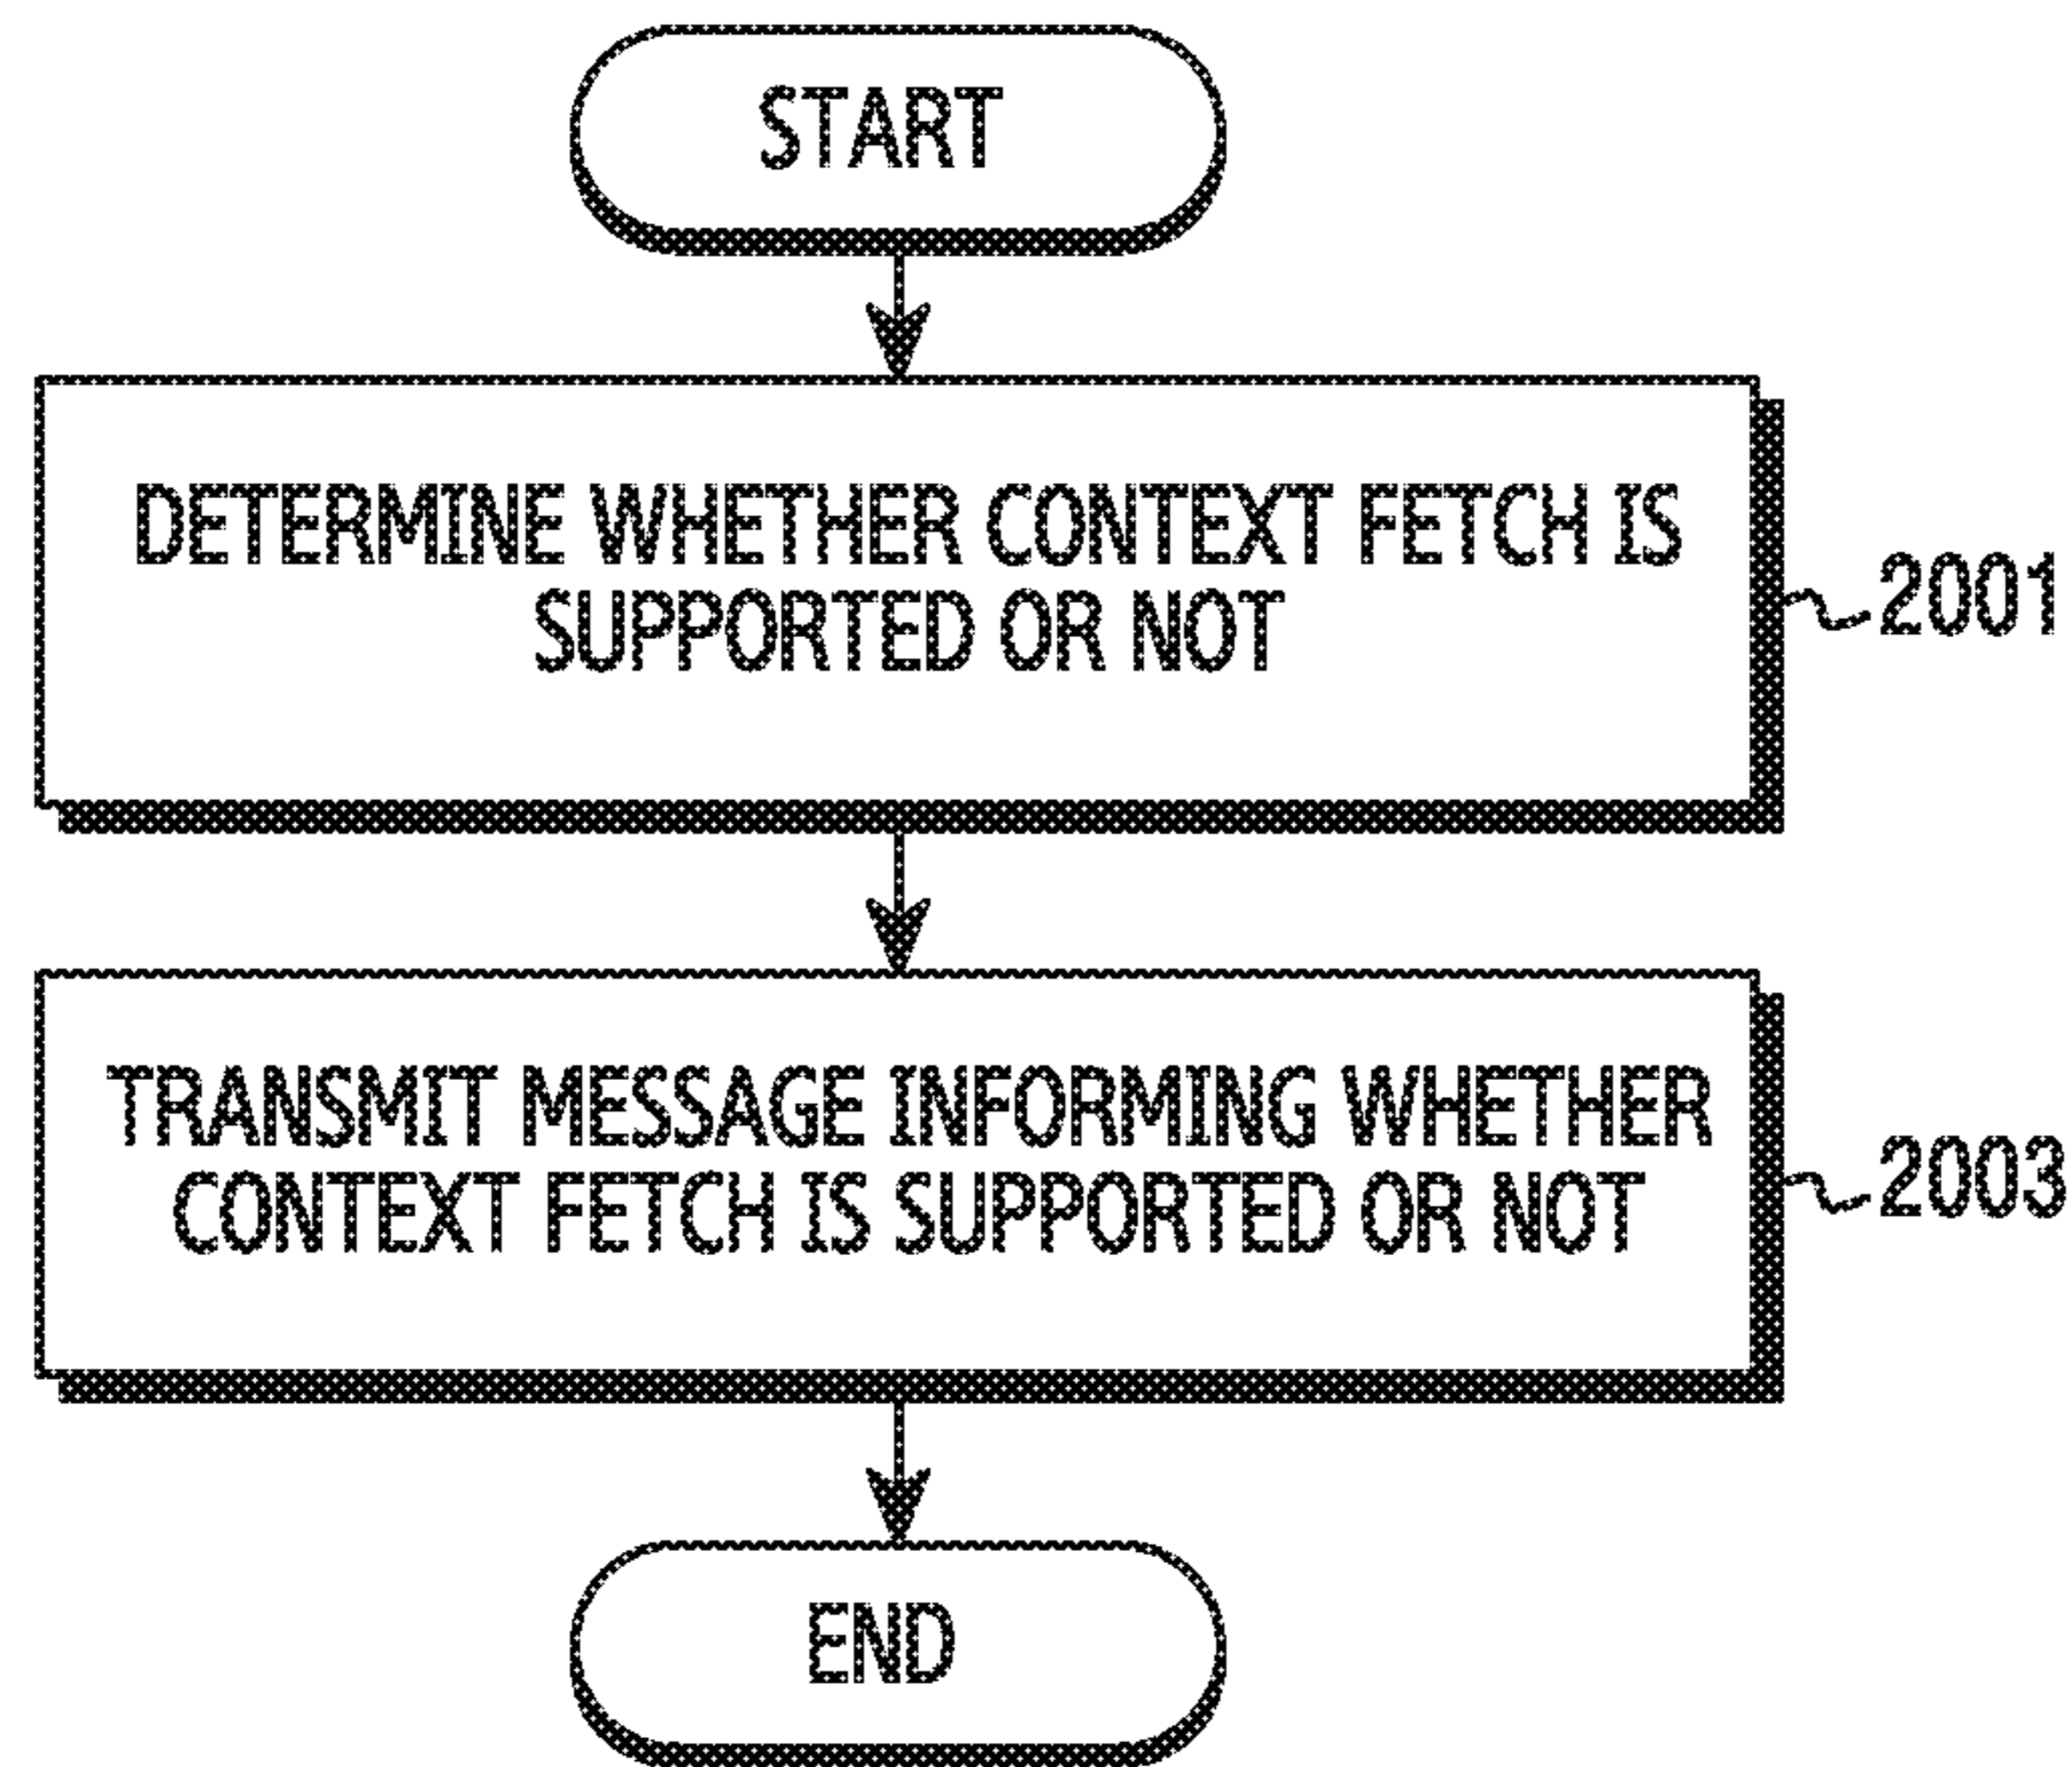 START
DETERMINE WHETHER CONTEXT FETCH IS
SUPPORTED OR NOT
2001
TRANSMIT MESSAGE INFORMING WHETHER
CONTEXT FETCH IS SUPPORTED OR NOT
2003
END